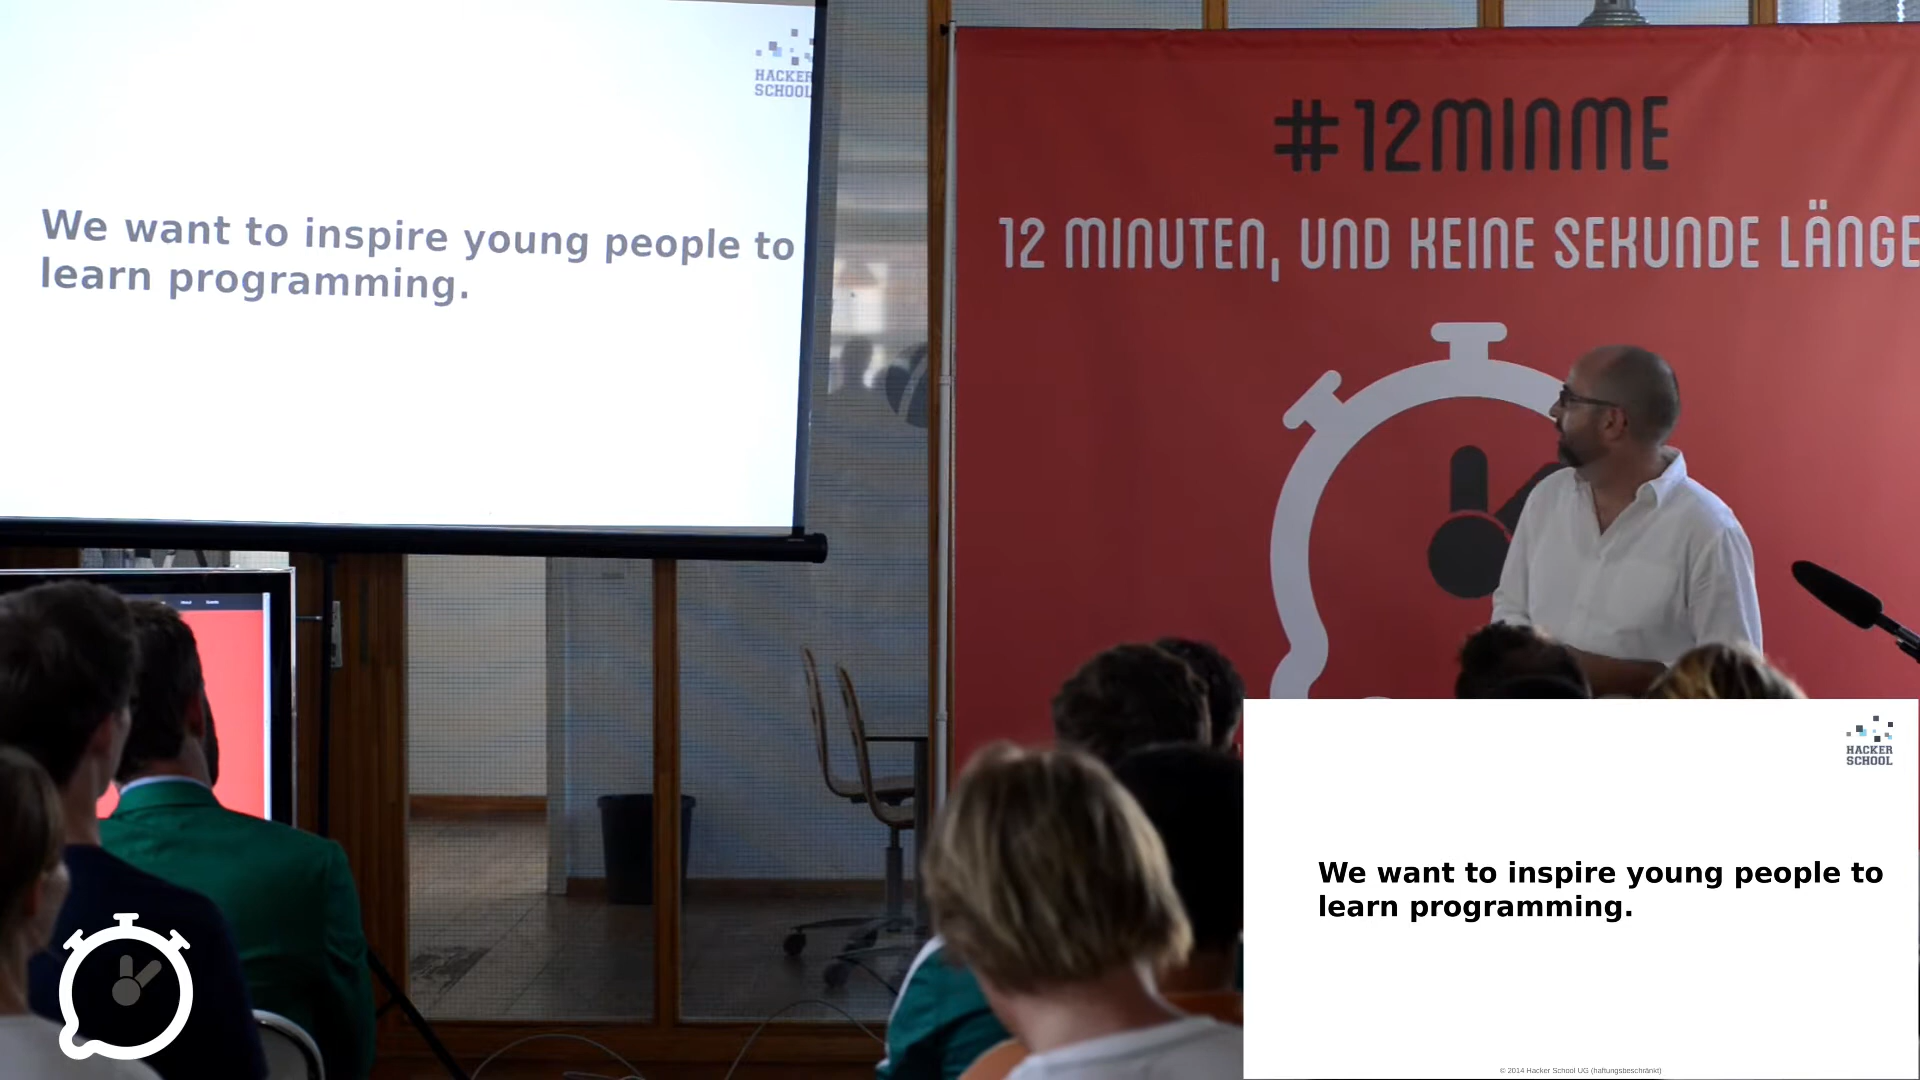 HACKER
SCHOOL
We want to inspire young people to
learn programming.
#12MINME
12 MINUTEN, UND KEINE SEKUNDE LÄNGE
HACKER
SCHOOL
We want to inspire young people to
learn programming.
© 2014 Hacker School UG (haftungsbeschränkt)